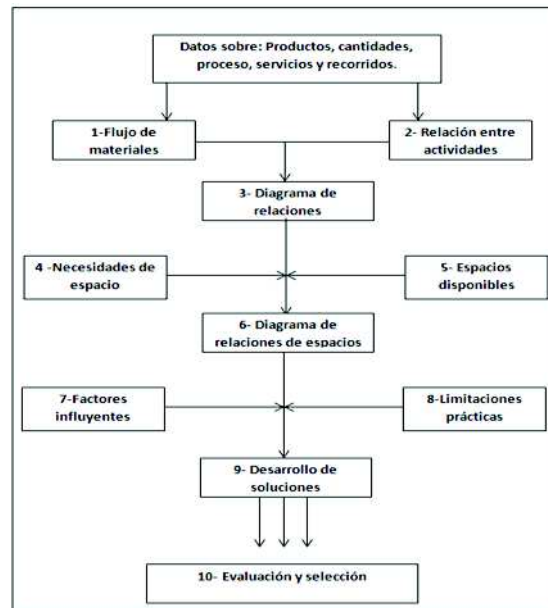 Datos sobre: Productos, cantidades,
proceso, servicios y recorridos.
1-Flujo de
materiales
2- Relación entre
actividades
3- Diagrama de
relaciones
4 -Necesidades de
espacio
5- Espacios
disponibles
6- Diagrama de
relaciones de espacios
7-Factores
influyentes
8-Limitaciones
prácticas
9- Desarrollo de
soluciones
10- Evaluación y selección